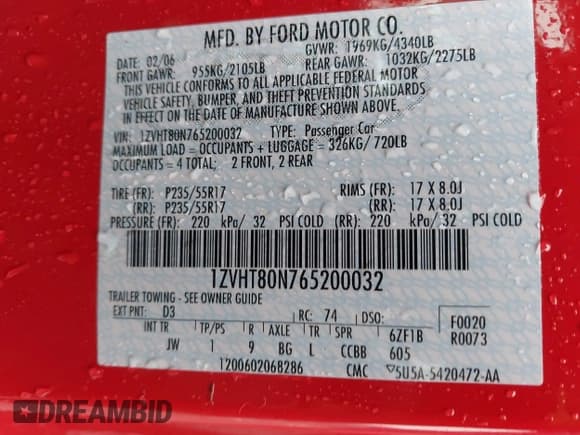 MFD. BY FORD MOTOR CO.
DATE: 02/06 GVWR: 1969KG/4340LB
FRONT GAWR: 955KG/2105LB REAR GAWR: 1032KG/2275LB
THIS VEHICLE CONFORMS TO ALL APPLICABLE FEDERAL MOTOR
VEHICLE SAFETY, BUMPER, AND THEFT PREVENTION STANDARDS
IN EFFECT ON THE DATE OF MANUFACTURE SHOWN ABOVE.
VIN: 1ZVHT80N765200032 TYPE: Passenger Car
MAXIMUM LOAD = OCCUPANTS + LUGGAGE = 326KG/ 720LB
OCCUPANTS = 4 TOTAL: 2 FRONT, 2 REAR
TIRE (FR): P235/55R17 RIMS (FR): 17 X 8.0J
(RR): P235/55R17 (RR): 17 X 8.0J
PRESSURE (FR): 220 kPa/ 32 PSI COLD (RR): 220 kPa/ 32 PSI COLD
1ZVHT80N765200032
TRAILER TOWING - SEE OWNER GUIDE
EXT PNT: D3 RC: 74 DSO: F0020
INT TR TP/PS R AXLE TR SPR 6ZF1B R0073
JW 1 9 BG L CCBB 605
1200602068286 CMC ▽5U5A-5420472-AA
DREAMBID